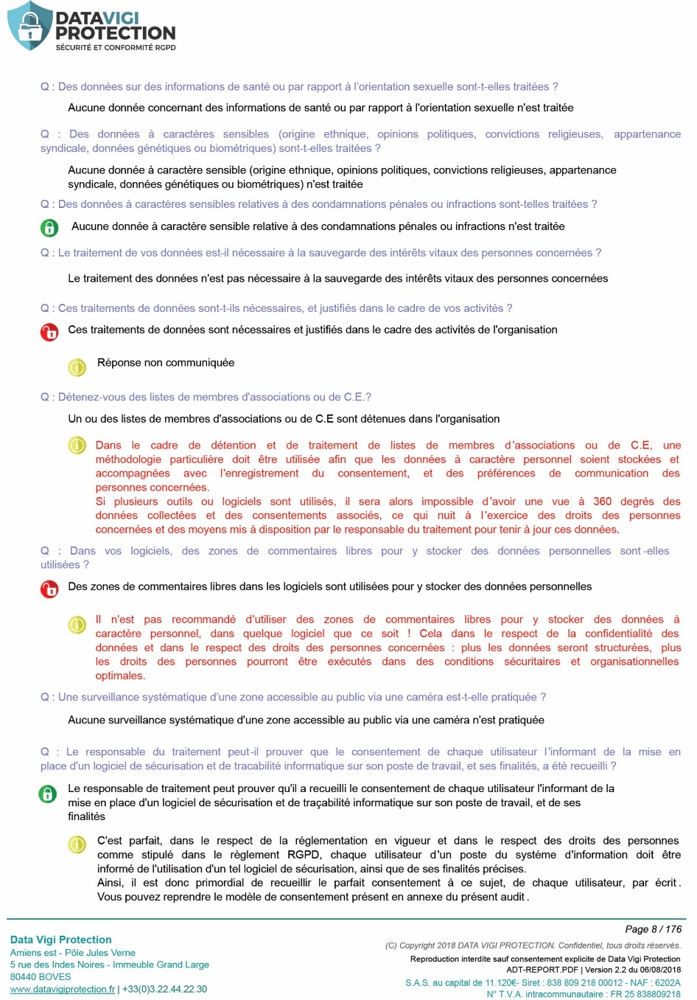 DATAVIGI
PROTECTION
SÉCURITÉ ET CONFORMITÉ RGPD
Q : Des données sur des informations de santé ou par rapport à l'orientation sexuelle sont-t-elles traitées ?
Aucune donnée concernant des informations de santé ou par rapport à l'orientation sexuelle n'est traitée
Q : Des données à caractères sensibles (origine ethnique, opinions politiques, convictions religieuses, appartenance
syndicale, données génétiques ou biométriques) sont-t-elles traitées ?
Aucune donnée à caractère sensible (origine ethnique, opinions politiques, convictions religieuses, appartenance
syndicale, données génétiques ou biométriques) n'est traitée
Q : Des données à caractères sensibles relatives à des condamnations pénales ou infractions sont-telles traitées ?
Aucune donnée à caractère sensible relative à des condamnations pénales ou infractions n'est traitée
Q : Le traitement de vos données est-il nécessaire à la sauvegarde des intérêts vitaux des personnes concernées ?
Le traitement des données n'est pas nécessaire à la sauvegarde des intérêts vitaux des personnes concernées
Q : Ces traitements de données sont-t-ils nécessaires, et justifiés dans le cadre de vos activités ?
Ces traitements de données sont nécessaires et justifiés dans le cadre des activités de l'organisation
Réponse non communiquée
Q : Détenez-vous des listes de membres d'associations ou de C.E.?
Un ou des listes de membres d'associations ou de C.E sont détenues dans l'organisation
Dans le cadre de détention et de traitement de listes de membres d'associations ou de C.E, une
méthodologie particulière doit être utilisée afin que les données à caractère personnel soient stockées et
accompagnées avec l'enregistrement du consentement, et des préférences de communication des
personnes concernées.
Si plusieurs outils ou logiciels sont utilisés, il sera alors impossible d'avoir une vue à 360 degrés des
données collectées et des consentements associés, ce qui nuit à l'exercice des droits des personnes
concernées et des moyens mis à disposition par le responsable du traitement pour tenir à jour ces données.
Q : Dans vos logiciels, des zones de commentaires libres pour y stocker des données personnelles sont-elles
utilisées ?
Des zones de commentaires libres dans les logiciels sont utilisées pour y stocker des données personnelles
Il n'est pas recommandé d'utiliser des zones de commentaires libres pour y stocker des données à
caractère personnel, dans quelque logiciel que ce soit ! Cela dans le respect de la confidentialité des
données et dans le respect des droits des personnes concernées : plus les données seront structurées, plus
les droits des personnes pourront être exécutés dans des conditions sécuritaires et organisationnelles
optimales.
Q : Une surveillance systématique d'une zone accessible au public via une caméra est-t-elle pratiquée ?
Aucune surveillance systématique d'une zone accessible au public via une caméra n'est pratiquée
Q : Le responsable du traitement peut-il prouver que le consentement de chaque utilisateur l'informant de la mise en
place d'un logiciel de sécurisation et de tracabilité informatique sur son poste de travail, et ses finalités, a été recueilli ?
Le responsable de traitement peut prouver qu'il a recueilli le consentement de chaque utilisateur l'informant de la
mise en place d'un logiciel de sécurisation et de traçabilité informatique sur son poste de travail, et de ses
finalités
C'est parfait, dans le respect de la réglementation en vigueur et dans le respect des droits des personnes
comme stipulé dans le règlement RGPD, chaque utilisateur d'un poste du système d'information doit être
informé de l'utilisation d'un tel logiciel de sécurisation, ainsi que de ses finalités précises.
Ainsi, il est donc primordial de recueillir le parfait consentement à ce sujet, de chaque utilisateur, par écrit.
Vous pouvez reprendre le modèle de consentement présent en annexe du présent audit.
Page 8 / 176
Data Vigi Protection
Amiens est - Pôle Jules Verne
5 rue des Indes Noires - Immeuble Grand Large
80440 BOVES
www.datavigiprotection.fr | +33(0)3.22.44.22.30
(C) Copyright 2018 DATA VIGI PROTECTION. Confidentiel, tous droits réservés.
Reproduction interdite sauf consentement explicite de Data Vigi Protection
ADT-REPORT.PDF | Version 2.2 du 06/08/2018
S.A.S. au capital de 11.120€- Siret : 838 809 218 00012 - NAF : 6202A
N° T.V.A. intracommunautaire : FR 25 838809218